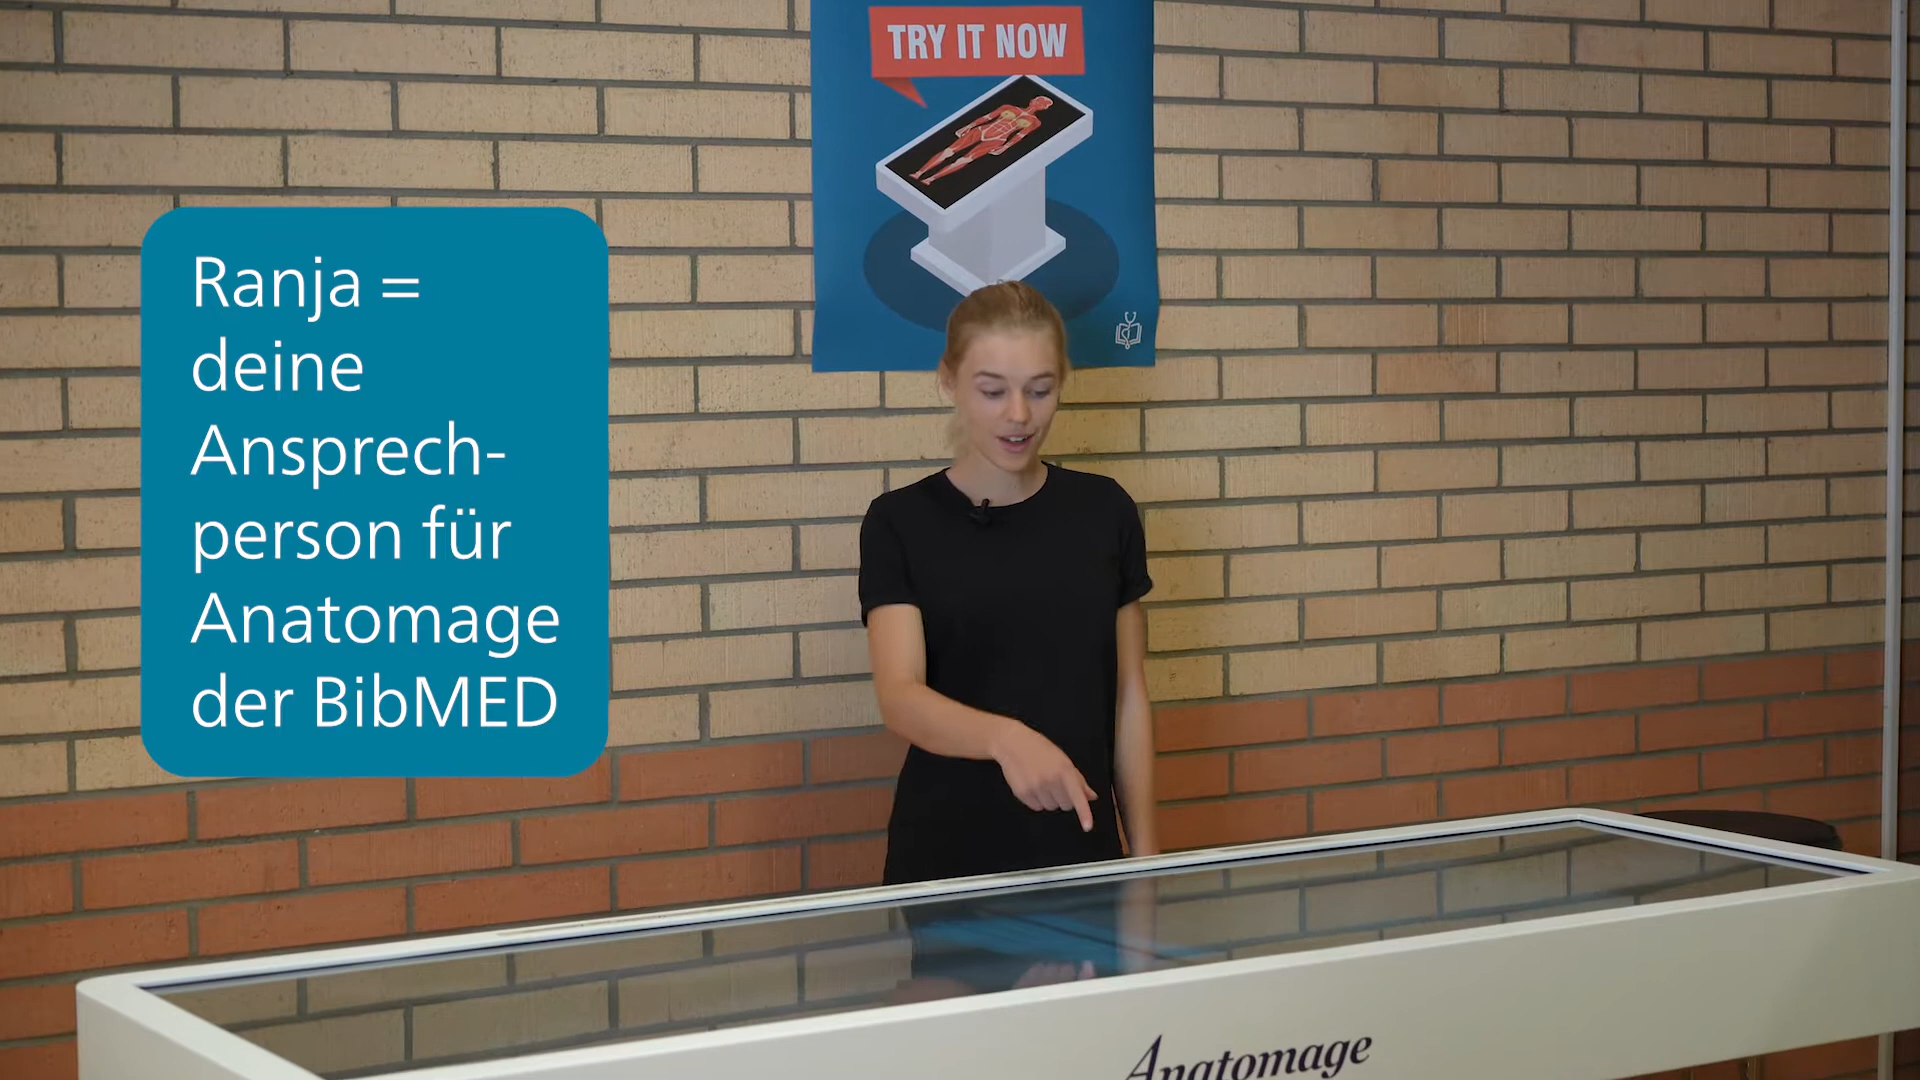 TRY IT NOW
Ranja =
deine
Ansprech-
person für
Anatomage
der BibMED
Anatomage